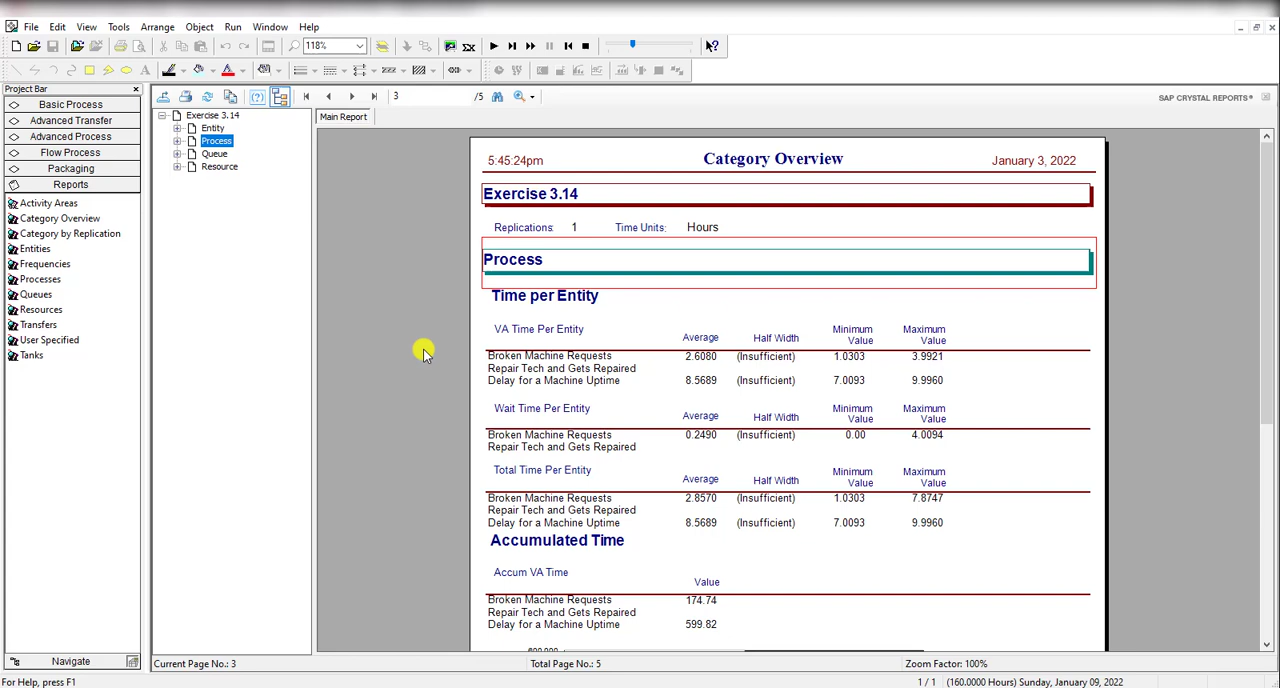 File Edit View Tools Arrange Object Run Window Help
118%
Project Bar
Basic Process
Advanced Transfer
Advanced Process
Flow Process
Packaging
Reports
Activity Areas
Category Overview
Category by Replication
Entities
Frequencies
Processes
Queues
Resources
Transfers
User Specified
Tanks
Navigate
3 /5
SAP CRYSTAL REPORTS®
Exercise 3.14
Entity
Process
Queue
Resource
Main Report
5:45:24pm Category Overview January 3, 2022
Exercise 3.14
Replications: 1 Time Units: Hours
Process
Time per Entity
VA Time Per Entity Average Half Width Minimum Value Maximum Value
Broken Machine Requests 2.6080 (Insufficient) 1.0303 3.9921
Repair Tech and Gets Repaired
Delay for a Machine Uptime 8.5689 (Insufficient) 7.0093 9.9960
Wait Time Per Entity Average Half Width Minimum Value Maximum Value
Broken Machine Requests 0.2490 (Insufficient) 0.00 4.0094
Repair Tech and Gets Repaired
Total Time Per Entity Average Half Width Minimum Value Maximum Value
Broken Machine Requests 2.8570 (Insufficient) 1.0303 7.8747
Repair Tech and Gets Repaired
Delay for a Machine Uptime 8.5689 (Insufficient) 7.0093 9.9960
Accumulated Time
Accum VA Time Value
Broken Machine Requests 174.74
Repair Tech and Gets Repaired
Delay for a Machine Uptime 599.82
Current Page No.: 3 Total Page No.: 5 Zoom Factor: 100%
For Help, press F1 1 / 1 (160.0000 Hours) Sunday, January 09, 2022